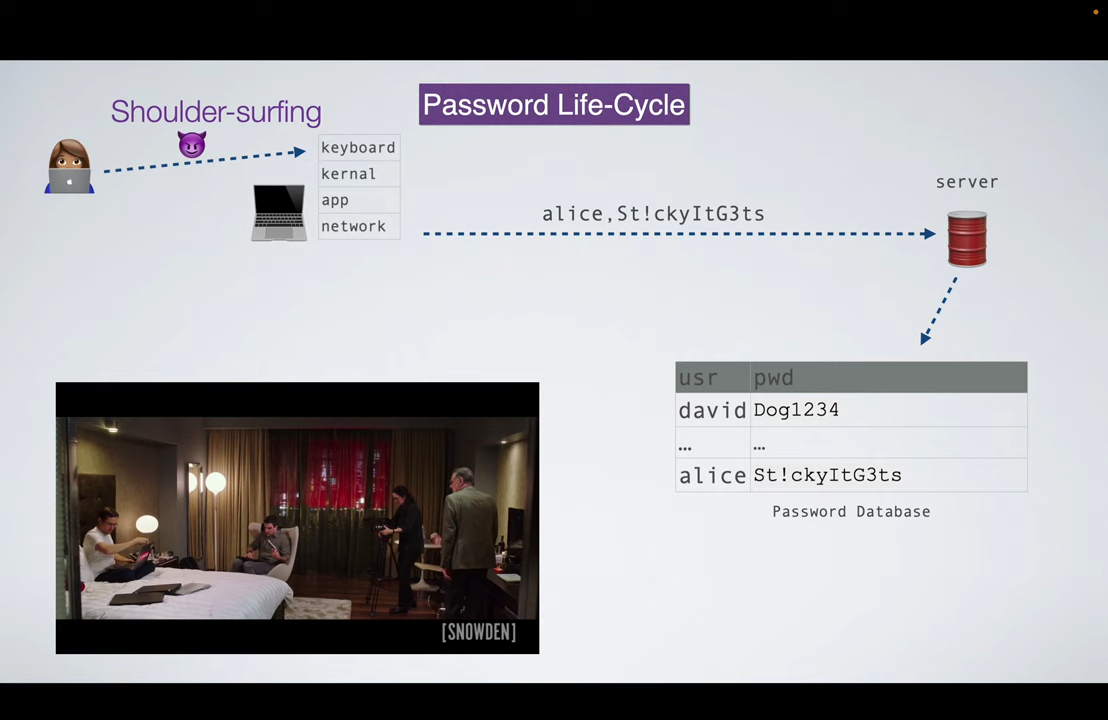 Password Life-Cycle
Shoulder-surfing
keyboard
kernal
app
network
alice,St!ckyItG3ts
server
usr pwd
david Dog1234
… …
alice St!ckyItG3ts
Password Database
[SNOWDEN]